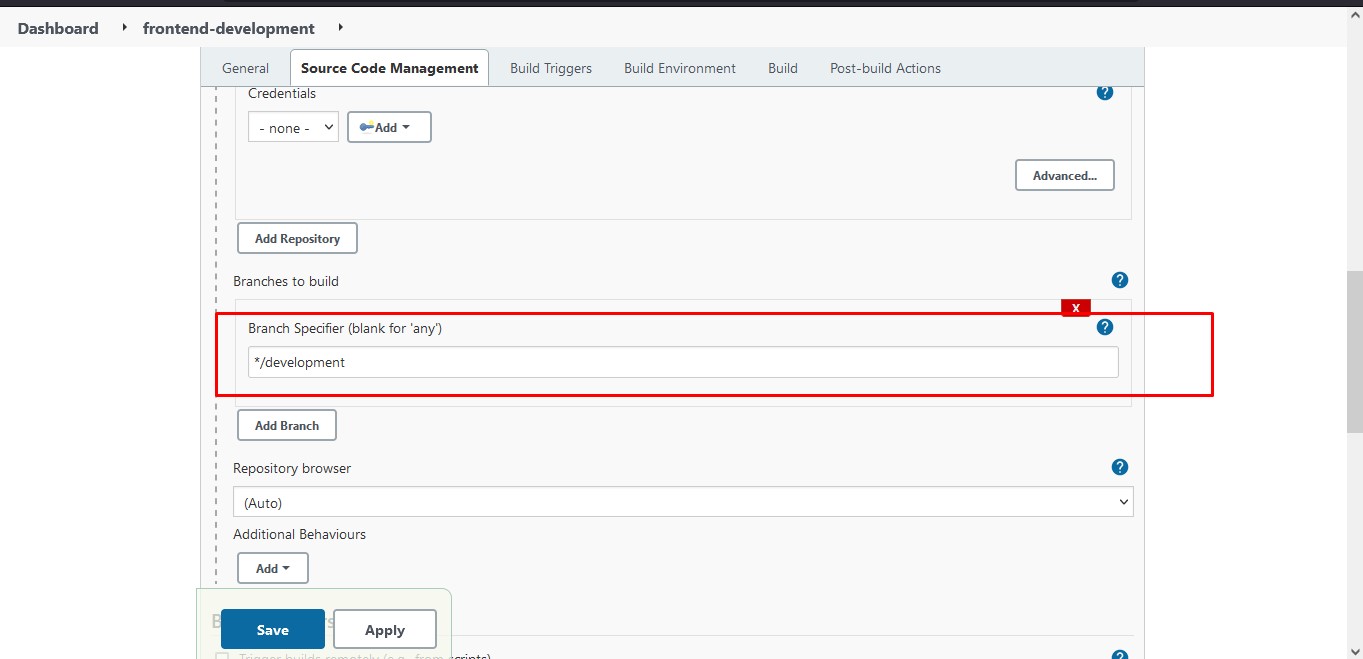 Dashboard
frontend-development
General
Source Code Management
Build Triggers
Build Environment
Build
Post-build Actions
Credentials
?
- none -
Add
Advanced...
Add Repository
Branches to build
?
X
Branch Specifier (blank for 'any')
?
*/development
Add Branch
Repository browser
?
(Auto)
Additional Behaviours
Add
Save
Apply
Trigger builds remotely (e.g., from scripts)
?